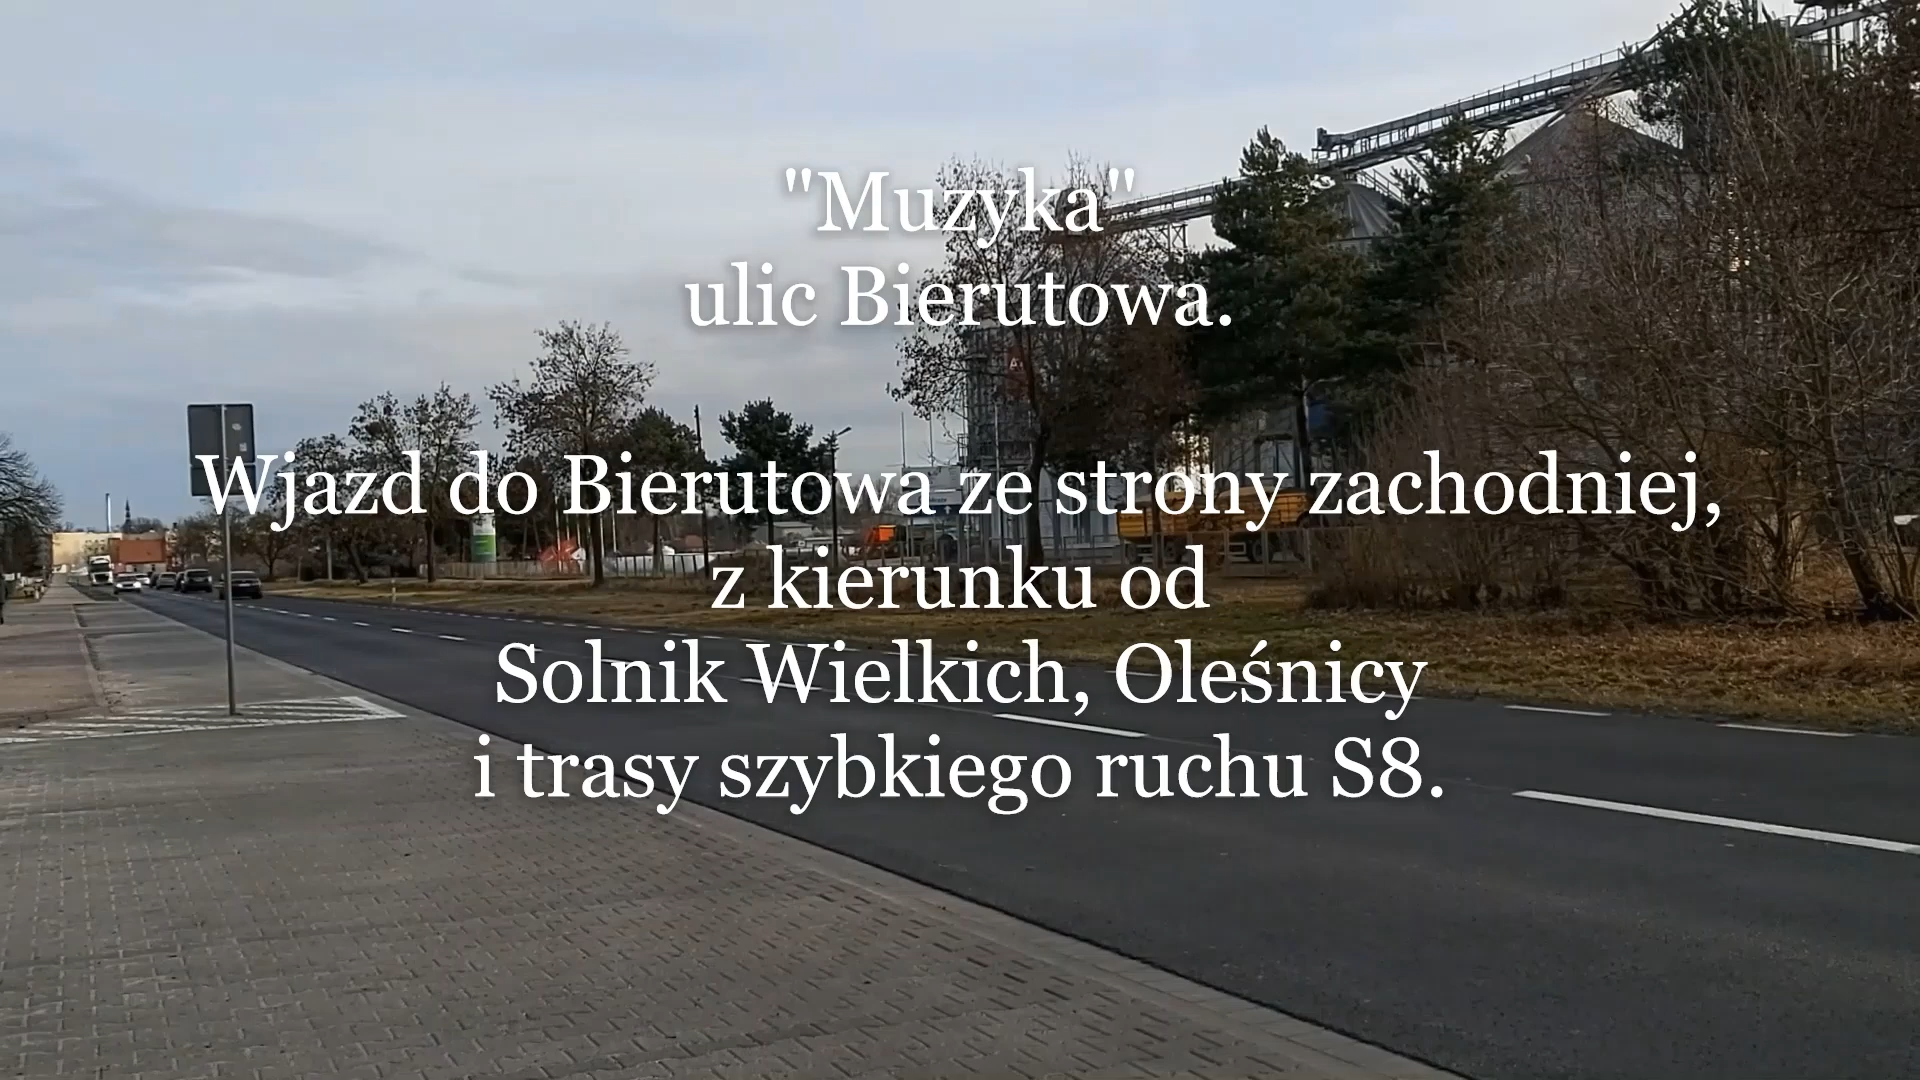 "Muzyka"
ulic Bierutowa.
Wjazd do Bierutowa ze strony zachodniej,
z kierunku od
Solnik Wielkich, Oleśnicy
i trasy szybkiego ruchu S8.